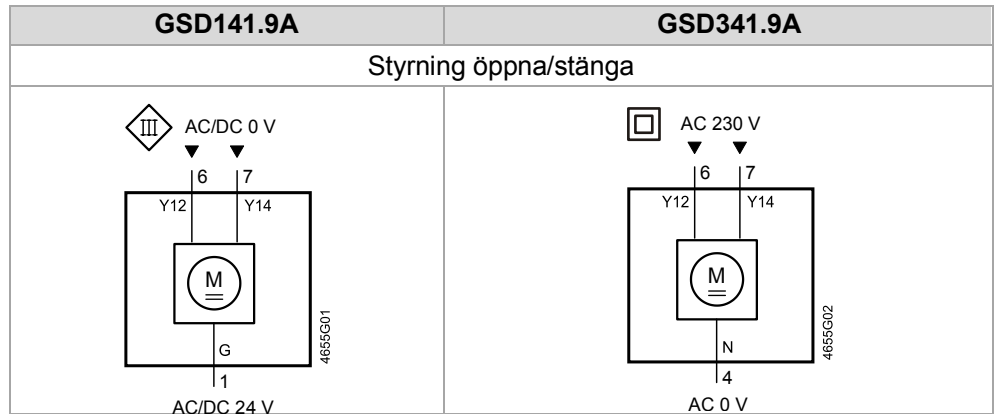 GSD141.9A GSD341.9A
Styrning öppna/stänga
III AC/DC 0 V
6 7
Y12 Y14
M
G
1
AC/DC 24 V
4655G01
AC 230 V
6 7
Y12 Y14
M
N
4
AC 0 V
4655G02